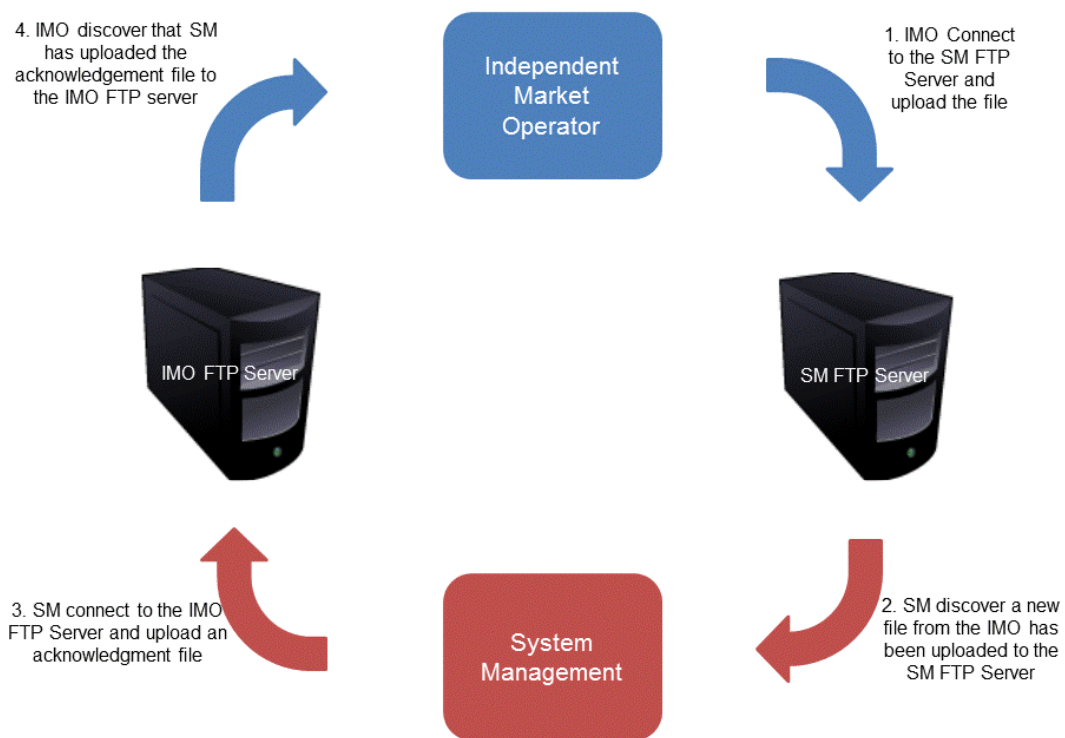 4. IMO discover that SM
has uploaded the
acknowledgement file to
the IMO FTP server
Independent
Market
Operator
1. IMO Connect
to the SM FTP
Server and
upload the file
IMO FTP Server
SM FTP Server
3. SM connect to the IMO
FTP Server and upload an
acknowledgment file
System
Management
2. SM discover a new
file from the IMO has
been uploaded to the
SM FTP Server